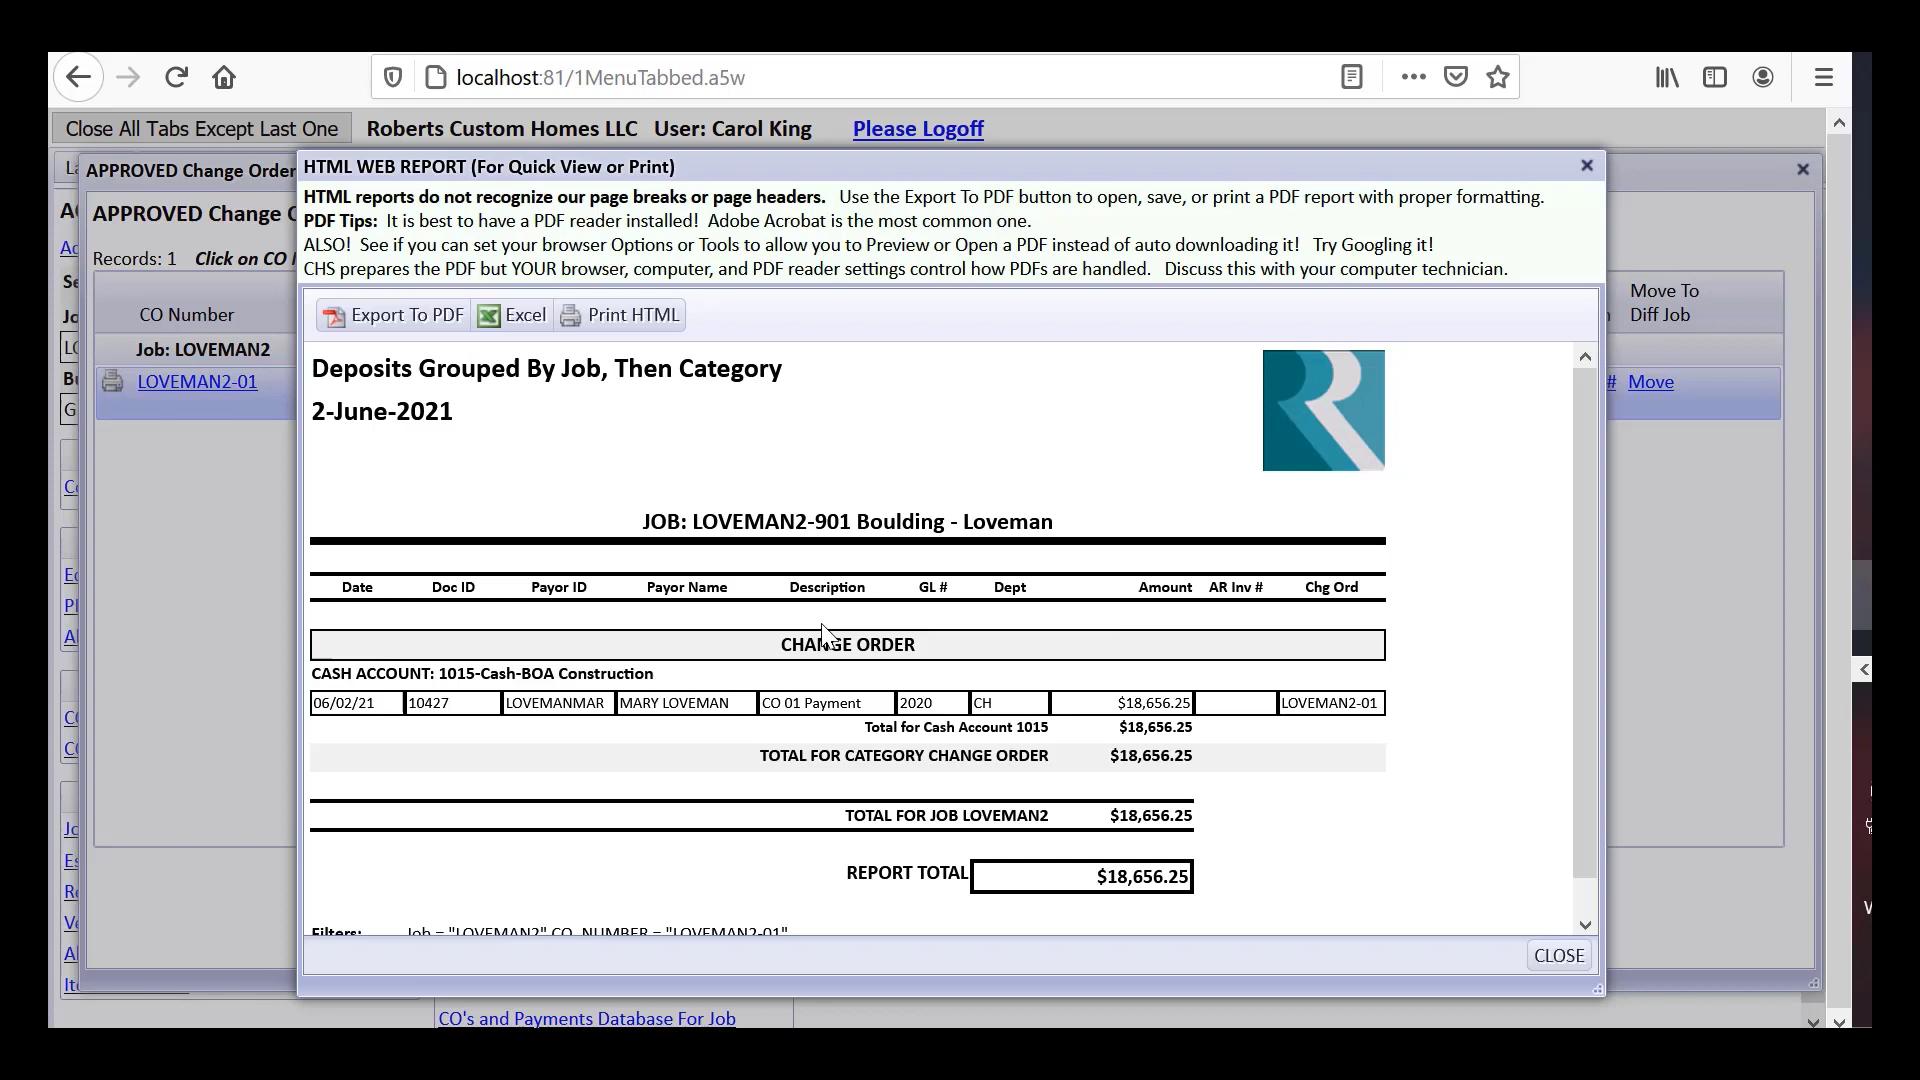 localhost:81/1MenuTabbed.a5w
Close All Tabs Except Last One Roberts Custom Homes LLC User: Carol King Please Logoff
APPROVED Change Order
HTML WEB REPORT (For Quick View or Print)
HTML reports do not recognize our page breaks or page headers. Use the Export To PDF button to open, save, or print a PDF report with proper formatting.
PDF Tips: It is best to have a PDF reader installed! Adobe Acrobat is the most common one.
ALSO! See if you can set your browser Options or Tools to allow you to Preview or Open a PDF instead of auto downloading it! Try Googling it!
CHS prepares the PDF but YOUR browser, computer, and PDF reader settings control how PDFs are handled. Discuss this with your computer technician.
APPROVED Change
Records: 1 Click on CO
CO Number
Job: LOVEMAN2
LOVEMAN2-01
Move To
Diff Job
# Move
Export To PDF Excel Print HTML
Deposits Grouped By Job, Then Category
2-June-2021
JOB: LOVEMAN2-901 Boulding - Loveman
Date Doc ID Payor ID Payor Name Description GL # Dept Amount AR Inv # Chg Ord
CHANGE ORDER
CASH ACCOUNT: 1015-Cash-BOA Construction
06/02/21 10427 LOVEMANMAR MARY LOVEMAN CO 01 Payment 2020 CH $18,656.25 LOVEMAN2-01
Total for Cash Account 1015 $18,656.25
TOTAL FOR CATEGORY CHANGE ORDER $18,656.25
TOTAL FOR JOB LOVEMAN2 $18,656.25
REPORT TOTAL $18,656.25
Filters: Job = "LOVEMAN2" CO_NUMBER = "LOVEMAN2-01"
CLOSE
CO's and Payments Database For Job